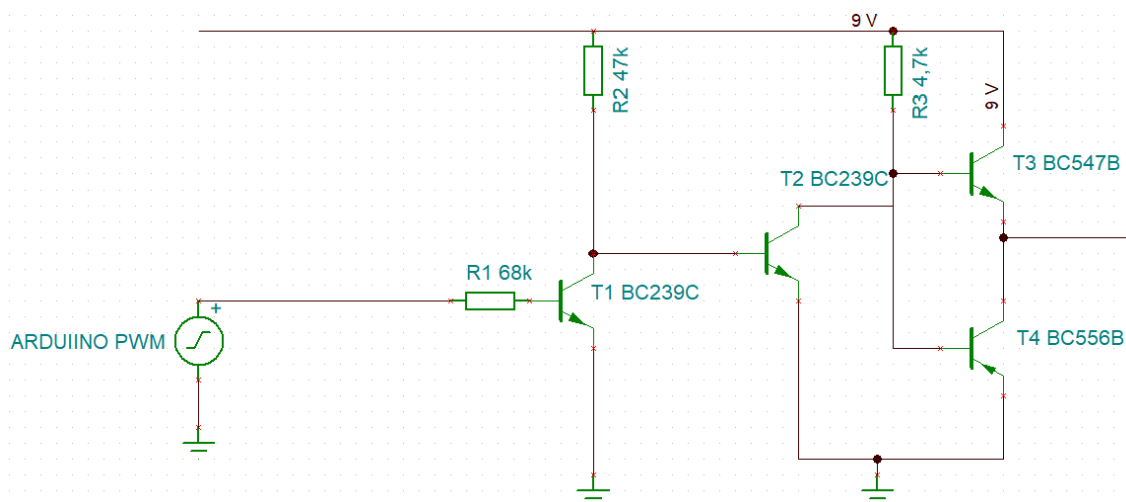 9 V
R2 47k
R3 4,7k
9 V
T3 BC547B
T2 BC239C
R1 68k
T1 BC239C
+
ARDUIINO PWM
T4 BC556B